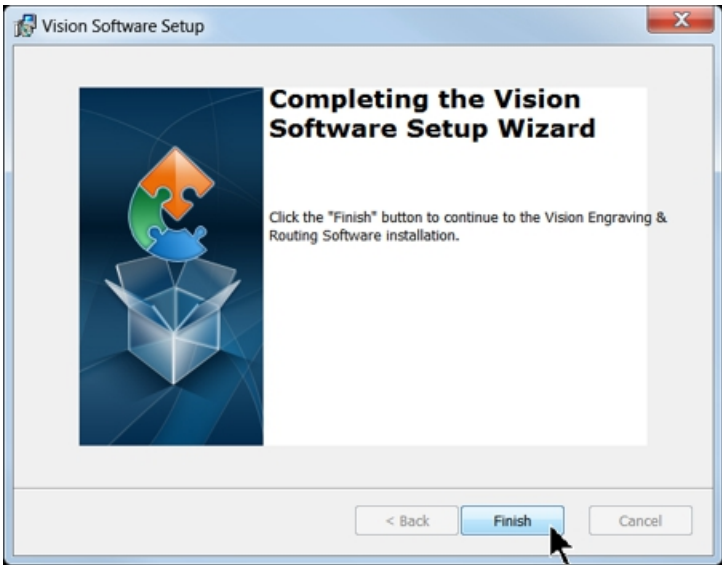 Vision Software Setup
Completing the Vision
Software Setup Wizard
Click the "Finish" button to continue to the Vision Engraving &
Routing Software installation.
< Back
Finish
Cancel